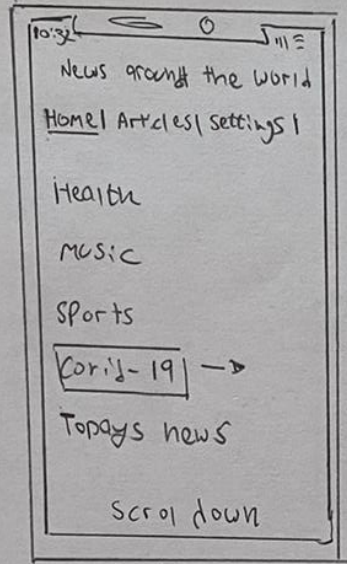 10:32
News around the world
Home| Articles| settings|
Health
music
sports
Covid-19
Todays news
Scrol down